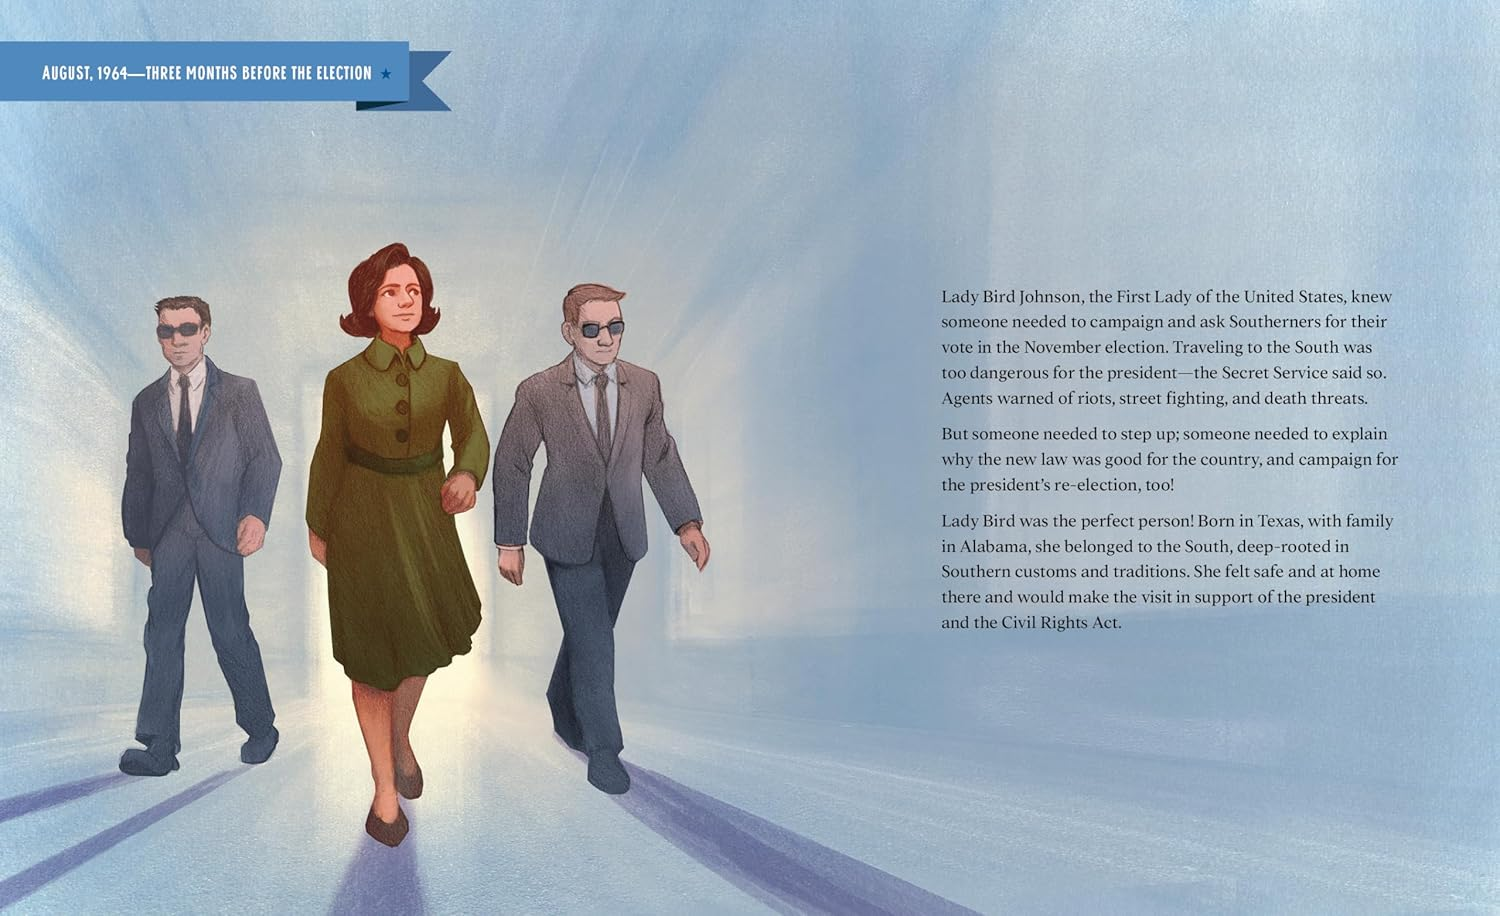 AUGUST, 1964—THREE MONTHS BEFORE THE ELECTION ★
Lady Bird Johnson, the First Lady of the United States, knew
someone needed to campaign and ask Southerners for their
vote in the November election. Traveling to the South was
too dangerous for the president—the Secret Service said so.
Agents warned of riots, street fighting, and death threats.
But someone needed to step up; someone needed to explain
why the new law was good for the country, and campaign for
the president’s re-election, too!
Lady Bird was the perfect person! Born in Texas, with family
in Alabama, she belonged to the South, deep-rooted in
Southern customs and traditions. She felt safe and at home
there and would make the visit in support of the president
and the Civil Rights Act.